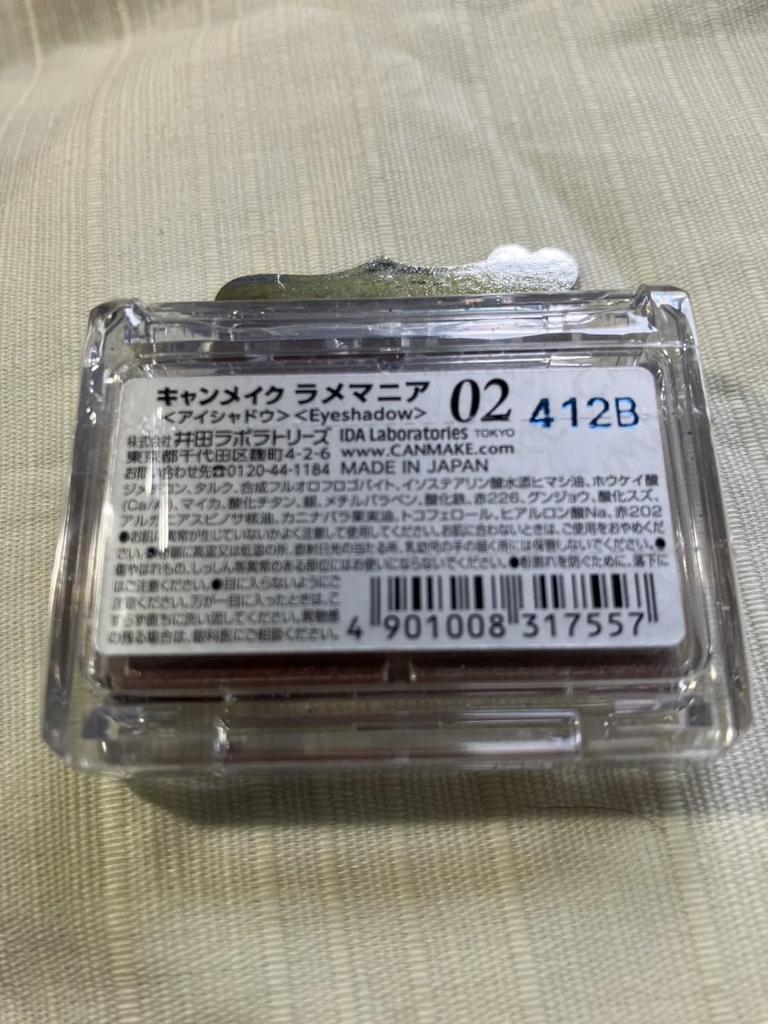 キャンメイク ラメマニア 02 412B
<アイシャドウ> <Eyeshadow>
株式会社 井田ラボラトリーズ IDA Laboratories TOKYO
東京都千代田区麹町4-2-6 www.CANMAKE.com
お問い合わせ先☎0120-44-1184 MADE IN JAPAN
ジメチコン、タルク、合成フルオロフロゴパイト、イソステアリン酸水添ヒマシ油、ホウケイ酸
(Ca/Al)、マイカ、酸化チタン、銀、メチルパラベン、酸化鉄、赤226、グンジョウ、酸化スズ、
アルガニアスピノサ核油、カニナバラ果実油、トコフェロール、ヒアルロン酸Na、赤202
●お肌に異常が生じていないかよく注意して使用してください。お肌に合わないときは、ご使用をおやめくだ
さい。●極端に高温又は低温の所、直射日光の当たる所、乳幼児の手の届く所には保管しないでください。●
傷やはれもの、しっしん等異常のある部位にはお使いにならないでください。●粉割れを防ぐために、落下に
はご注意ください。●目に入らないようにご
注意ください。万が一目に入ったときは、こ
すらず直ちに洗い流してください。異物感
の残る場合は、眼科医にご相談ください。
4 901008 317557